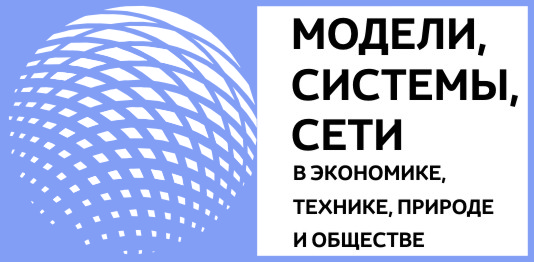 МОДЕЛИ,
СИСТЕМЫ,
СЕТИ
В ЭКОНОМИКЕ,
ТЕХНИКЕ, ПРИРОДЕ
И ОБЩЕСТВЕ